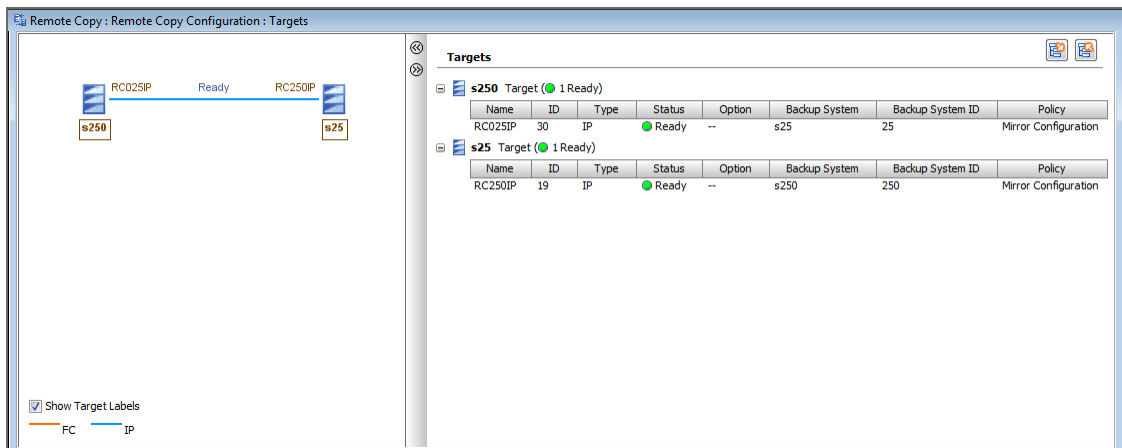 Remote Copy : Remote Copy Configuration : Targets
RC025IP Ready RC250IP
s250 s25
Show Target Labels
FC IP
Targets
s250 Target (1 Ready)
Name ID Type Status Option Backup System Backup System ID Policy
RC025IP 30 IP Ready -- s25 25 Mirror Configuration
s25 Target (1 Ready)
Name ID Type Status Option Backup System Backup System ID Policy
RC250IP 19 IP Ready -- s250 250 Mirror Configuration